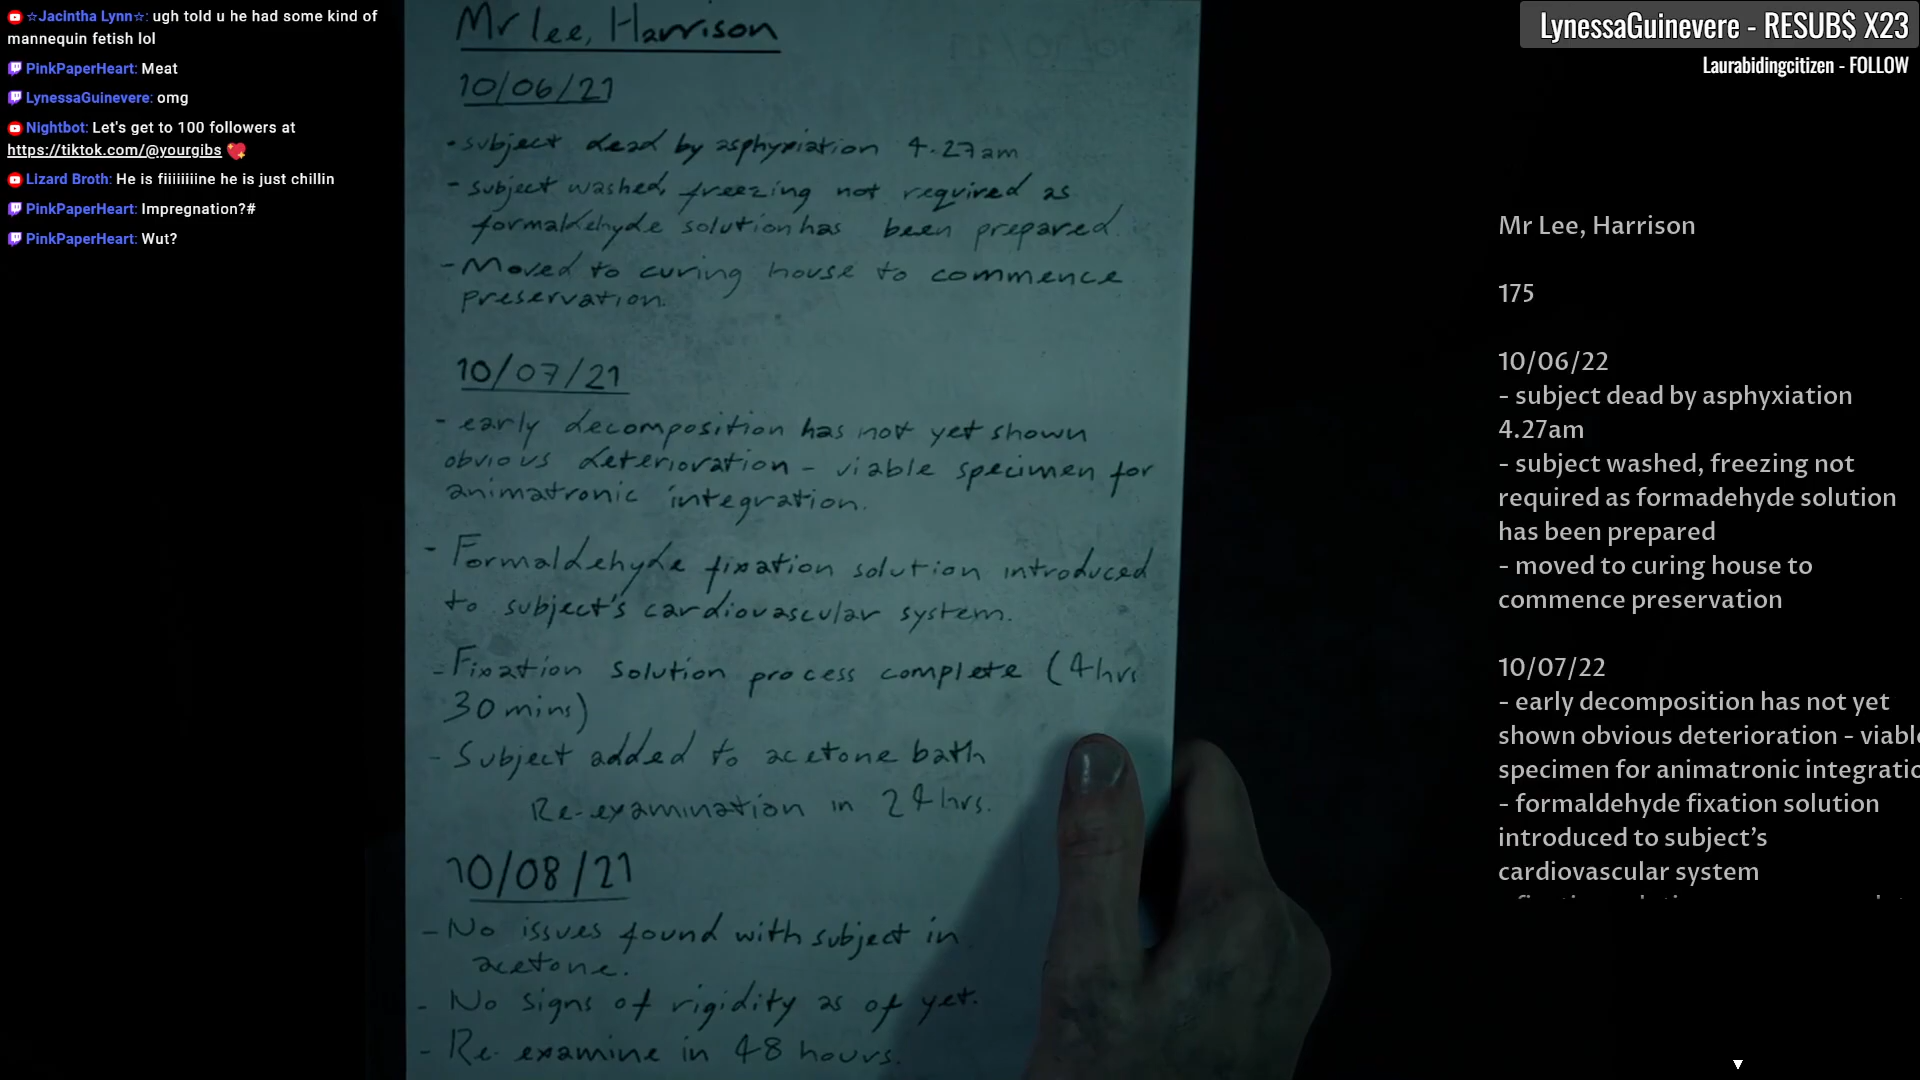 ☆Jacintha Lynn☆: ugh told u he had some kind of
mannequin fetish lol
PinkPaperHeart: Meat
LynessaGuinevere: omg
Nightbot: Let's get to 100 followers at
https://tiktok.com/@yourgibs 💖
Lizard Broth: He is fiiiiiiiine he is just chillin
PinkPaperHeart: Impregnation?#
PinkPaperHeart: Wut?
Mr Lee, Harrison
10/06/21
- subject dead by asphyxiation 4.27am
- subject washed, freezing not required as
formaldehyde solution has been prepared.
- Moved to curing house to commence
preservation.
10/07/21
- early decomposition has not yet shown
obvious deterioration - viable specimen for
animatronic integration.
- Formaldehyde fixation solution introduced
to subject's cardiovascular system.
- Fixation solution process complete (4hrs
30 mins)
- Subject added to acetone bath
Re-examination in 24hrs.
10/08/21
- No issues found with subject in
acetone.
- No signs of rigidity as of yet.
- Re-examine in 48 hours.
LynessaGuinevere - RESUB$ X23
Laurabidingcitizen - FOLLOW
Mr Lee, Harrison
175
10/06/22
- subject dead by asphyxiation
4.27am
- subject washed, freezing not
required as formadehyde solution
has been prepared
- moved to curing house to
commence preservation
10/07/22
- early decomposition has not yet
shown obvious deterioration - viable
specimen for animatronic integratio
- formaldehyde fixation solution
introduced to subject's
cardiovascular system